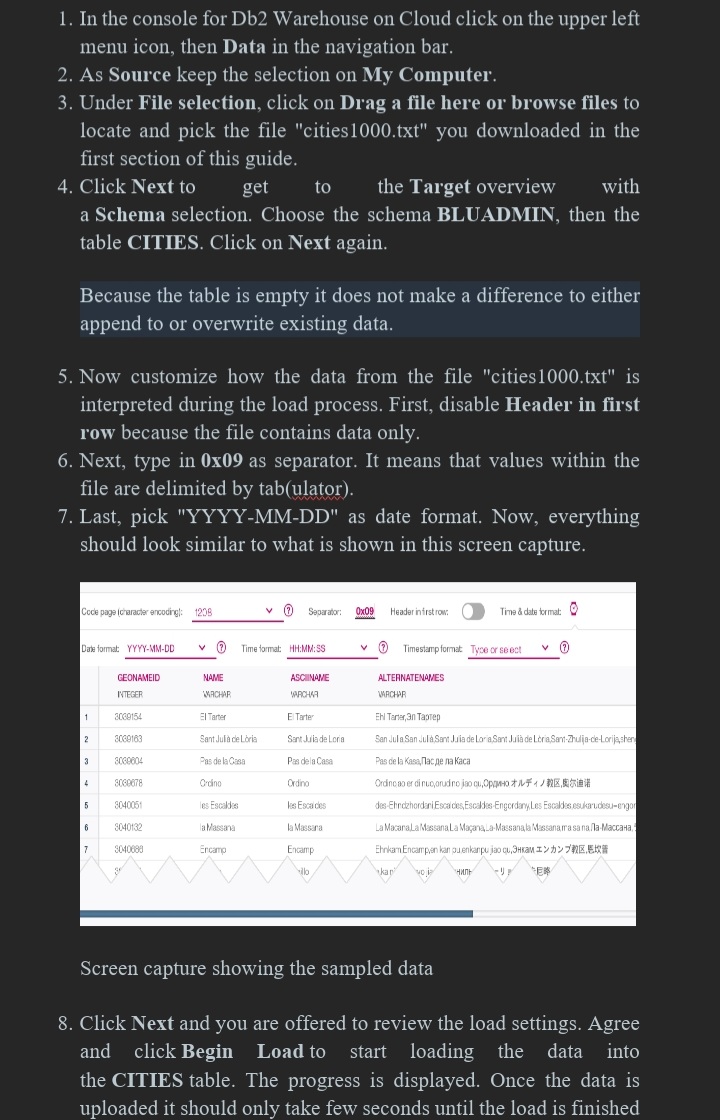 1. In the console for Db2 Warehouse on Cloud click on the upper left
menu icon, then Data in the navigation bar.
2. As Source keep the selection on My Computer.
3. Under File selection, click on Drag a file here or browse files to
locate and pick the file "cities1000.txt" you downloaded in the
first section of this guide.
4. Click Next to get to the Target overview with
a Schema selection. Choose the schema BLUADMIN, then the
table CITIES. Click on Next again.
Because the table is empty it does not make a difference to either
append to or overwrite existing data.
5. Now customize how the data from the file "cities1000.txt" is
interpreted during the load process. First, disable Header in first
row because the file contains data only.
6. Next, type in 0x09 as separator. It means that values within the
file are delimited by tab(ulator).
7. Last, pick "YYYY-MM-DD" as date format. Now, everything
should look similar to what is shown in this screen capture.
Code page (character encoding): 1208 Separator: 0x09 Header in first row: Time & date format:
Date format: YYYY-MM-DD Time format: HH:MM:SS Timestamp format: Type or select
GEONAMEID NAME ASCIINAME ALTERNATENAMES
INTEGER VARCHAR VARCHAR VARCHAR
1 3039154 El Tarter El Tarter Ehl Tarter,Эл Тартер
2 3039163 Sant Julià de Lòria Sant Julia de Loria San Julia,San Julià,Sant Julia de Loria,Sant Julià de Lòria,Sant-Zhulija-de-Lorija,sheng
3 3039604 Pas de la Casa Pas de la Casa Pas de la Kasa,Пас де ла Каса
4 3039678 Ordino Ordino Ordino,ao er di nuo,orudino jiao qu,Ордино,オルディノ教区,奥尔迪诺
5 3040051 les Escaldes les Escaldes des-Ehndzhordani,Escaldes,Escaldes-Engordany,Les Escaldes,esukarudesu=engor
6 3040132 la Massana la Massana La Macana,La Massana,La Maçana,La-Massana,la Massana,ma sa na,Ла-Массана
7 3040686 Encamp Encamp Ehnkam,Encamp,en kan pu,enkanpu jiao qu,Энкам,エンカンプ教区,恩坎普
Screen capture showing the sampled data
8. Click Next and you are offered to review the load settings. Agree
and click Begin Load to start loading the data into
the CITIES table. The progress is displayed. Once the data is
uploaded it should only take few seconds until the load is finished